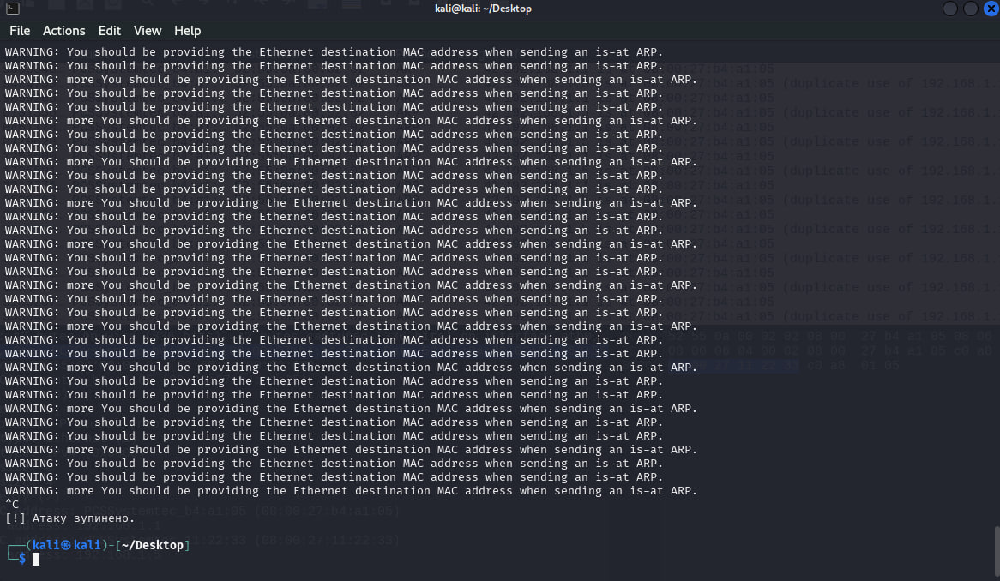 kali@kali: ~/Desktop
File Actions Edit View Help
WARNING: You should be providing the Ethernet destination MAC address when sending an is-at ARP.
WARNING: You should be providing the Ethernet destination MAC address when sending an is-at ARP.
WARNING: more You should be providing the Ethernet destination MAC address when sending an is-at ARP.
WARNING: You should be providing the Ethernet destination MAC address when sending an is-at ARP.
WARNING: You should be providing the Ethernet destination MAC address when sending an is-at ARP.
WARNING: more You should be providing the Ethernet destination MAC address when sending an is-at ARP.
WARNING: You should be providing the Ethernet destination MAC address when sending an is-at ARP.
WARNING: You should be providing the Ethernet destination MAC address when sending an is-at ARP.
WARNING: more You should be providing the Ethernet destination MAC address when sending an is-at ARP.
WARNING: You should be providing the Ethernet destination MAC address when sending an is-at ARP.
WARNING: You should be providing the Ethernet destination MAC address when sending an is-at ARP.
WARNING: more You should be providing the Ethernet destination MAC address when sending an is-at ARP.
WARNING: You should be providing the Ethernet destination MAC address when sending an is-at ARP.
WARNING: You should be providing the Ethernet destination MAC address when sending an is-at ARP.
WARNING: more You should be providing the Ethernet destination MAC address when sending an is-at ARP.
WARNING: You should be providing the Ethernet destination MAC address when sending an is-at ARP.
WARNING: You should be providing the Ethernet destination MAC address when sending an is-at ARP.
WARNING: more You should be providing the Ethernet destination MAC address when sending an is-at ARP.
WARNING: You should be providing the Ethernet destination MAC address when sending an is-at ARP.
WARNING: You should be providing the Ethernet destination MAC address when sending an is-at ARP.
WARNING: more You should be providing the Ethernet destination MAC address when sending an is-at ARP.
WARNING: You should be providing the Ethernet destination MAC address when sending an is-at ARP.
WARNING: You should be providing the Ethernet destination MAC address when sending an is-at ARP.
WARNING: more You should be providing the Ethernet destination MAC address when sending an is-at ARP.
WARNING: You should be providing the Ethernet destination MAC address when sending an is-at ARP.
WARNING: You should be providing the Ethernet destination MAC address when sending an is-at ARP.
WARNING: more You should be providing the Ethernet destination MAC address when sending an is-at ARP.
WARNING: You should be providing the Ethernet destination MAC address when sending an is-at ARP.
WARNING: You should be providing the Ethernet destination MAC address when sending an is-at ARP.
WARNING: more You should be providing the Ethernet destination MAC address when sending an is-at ARP.
WARNING: You should be providing the Ethernet destination MAC address when sending an is-at ARP.
WARNING: You should be providing the Ethernet destination MAC address when sending an is-at ARP.
WARNING: more You should be providing the Ethernet destination MAC address when sending an is-at ARP.
^C
[!] Атаку зупинено.
┌──(kali㉿kali)-[~/Desktop]
└─$